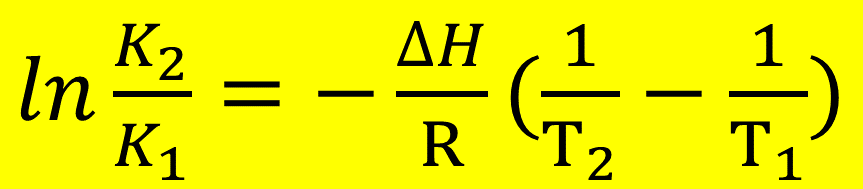 ln K₂/K₁ = − ΔH/R (1/T₂ − 1/T₁)